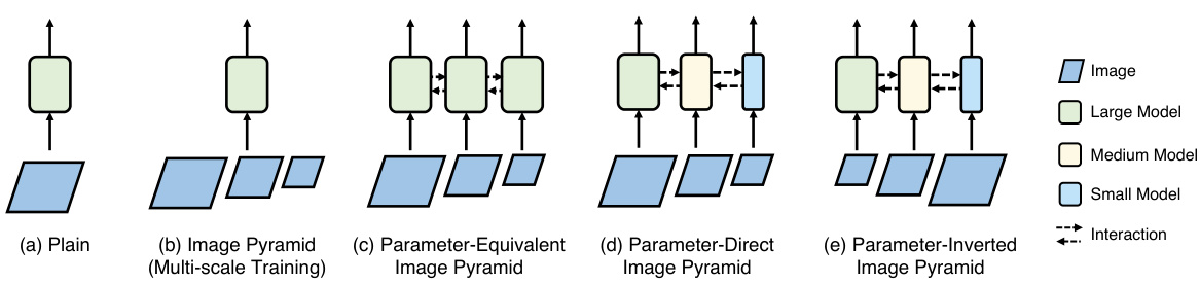 Image
Large Model
Medium Model
Small Model
Interaction
(a) Plain
(b) Image Pyramid
(Multi-scale Training)
(c) Parameter-Equivalent
Image Pyramid
(d) Parameter-Direct
Image Pyramid
(e) Parameter-Inverted
Image Pyramid